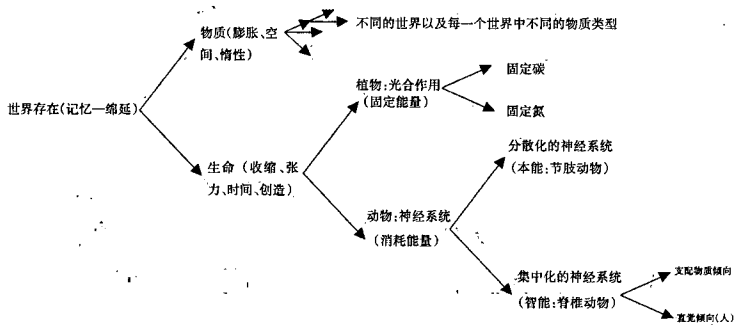 物质(膨胀、空
间、惰性)
不同的世界以及每一个世界中不同的物质类型
世界存在(记忆—绵延)
植物:光合作用
(固定能量)
固定碳
固定氮
生命（收缩、张
力、时间、创造)
分散化的神经系统
(本能:节肢动物)
动物:神经系统
(消耗能量)
集中化的神经系统
(智能:脊椎动物)
支配物质倾向
直觉倾向(人)